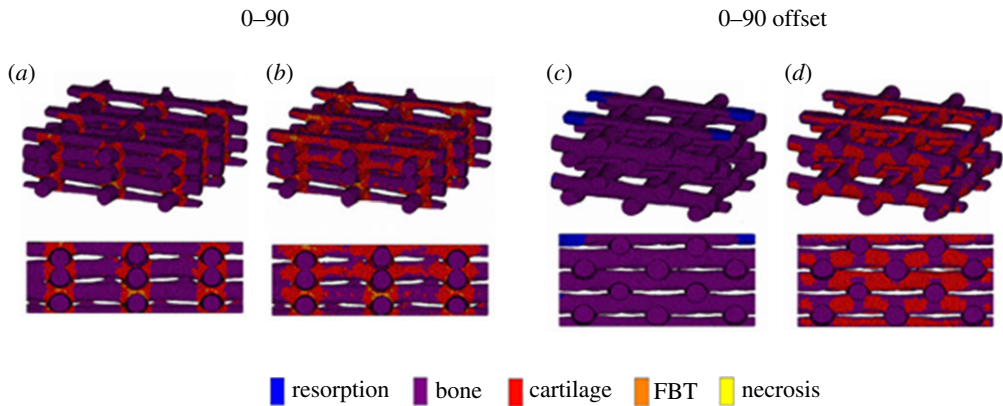 0–90 0–90 offset
(a) (b) (c) (d)
resorption bone cartilage FBT necrosis